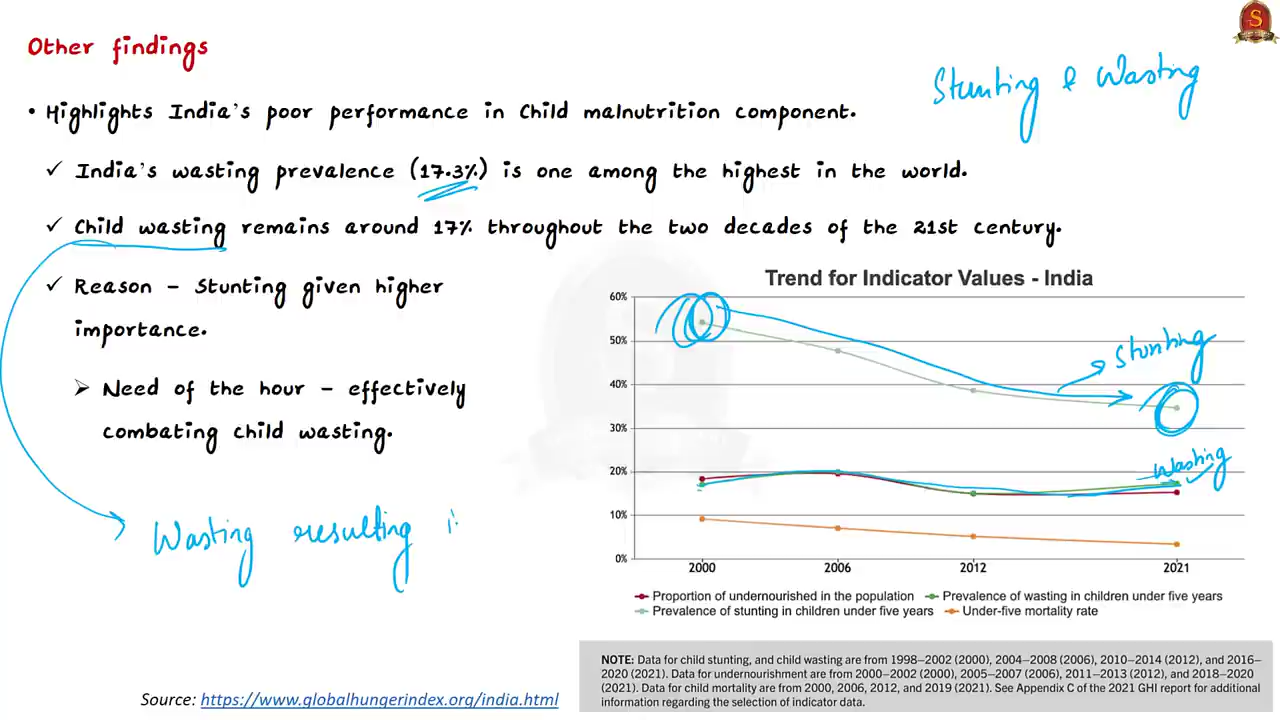 Other findings
Stunting & Wasting
• Highlights India's poor performance in Child malnutrition component.
✓ India's wasting prevalence (17.3%) is one among the highest in the world.
✓ Child wasting remains around 17% throughout the two decades of the 21st century.
✓ Reason – Stunting given higher
importance.
➢ Need of the hour – effectively
combating child wasting.
Wasting resulting
Trend for Indicator Values - India
60%
50%
40%
30%
20%
10%
0%
Stunting
Wasting
2000 2006 2012 2021
Proportion of undernourished in the population Prevalence of wasting in children under five years
Prevalence of stunting in children under five years Under-five mortality rate
NOTE: Data for child stunting, and child wasting are from 1998–2002 (2000), 2004–2008 (2006), 2010–2014 (2012), and 2016–
2020 (2021). Data for undernourishment are from 2000–2002 (2000), 2005–2007 (2006), 2011–2013 (2012), and 2018–2020
(2021). Data for child mortality are from 2000, 2006, 2012, and 2019 (2021). See Appendix C of the 2021 GHI report for additional
information regarding the selection of indicator data.
Source: https://www.globalhungerindex.org/india.html